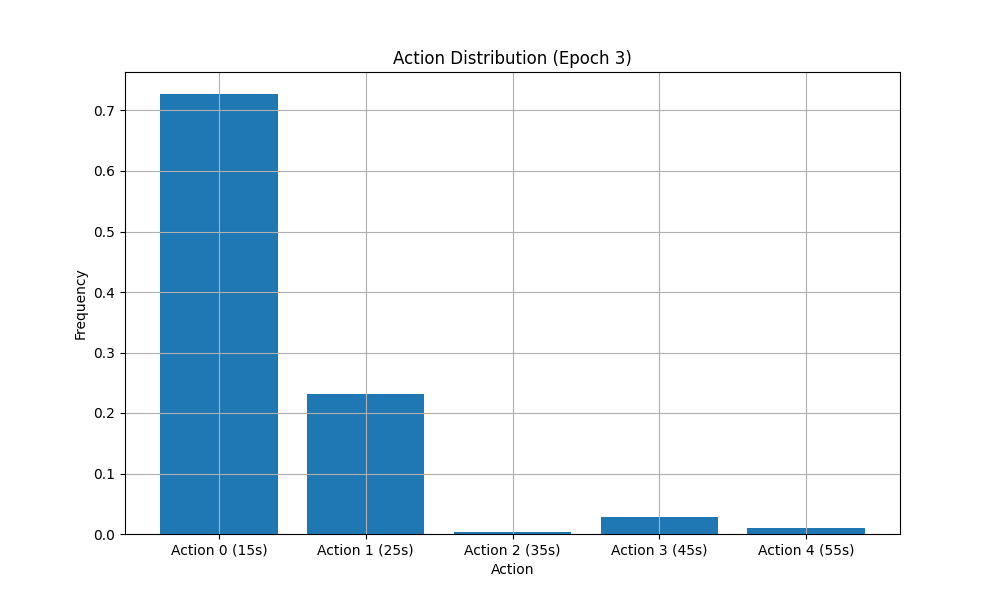 Action Distribution (Epoch 3)
0.7
0.6
0.5
0.4
0.3
0.2
0.1
0.0
Frequency
Action 0 (15s) Action 1 (25s) Action 2 (35s) Action 3 (45s) Action 4 (55s)
Action